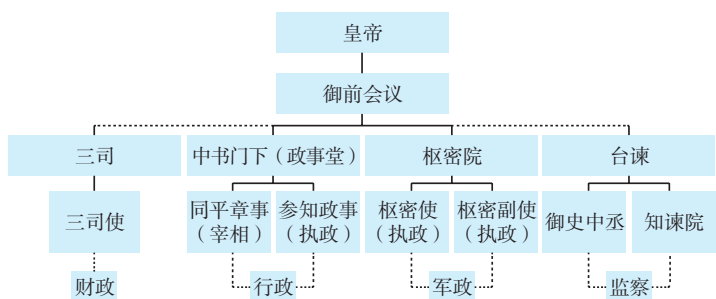 皇帝
御前会议
三司
中书门下（政事堂）
枢密院
台谏
三司使
同平章事
（宰相）
参知政事
（执政）
枢密使
（执政）
枢密副使
（执政）
御史中丞
知谏院
财政
行政
军政
监察